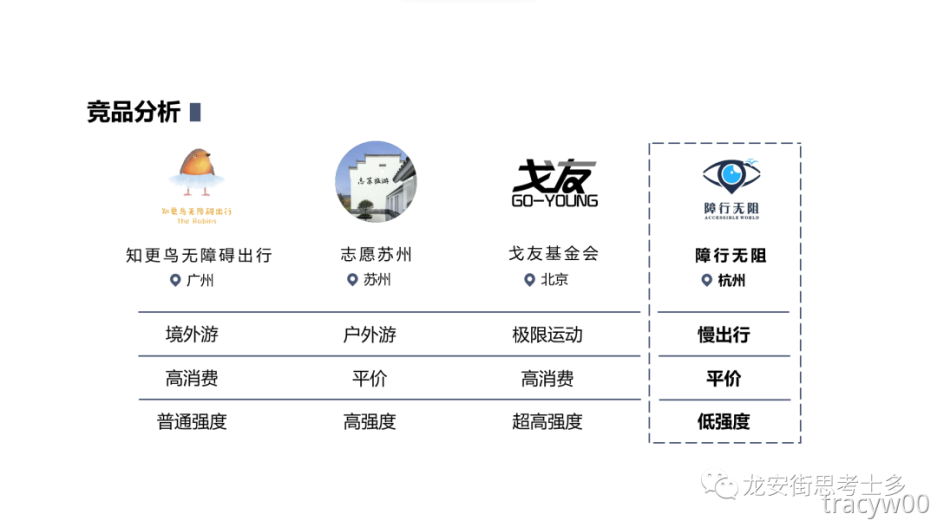 竞品分析
知更鸟无障碍出行
The Robins
志菜旅游
戈友
GO-YOUNG
障行无阻
ACCESSIBLE WORLD
知更鸟无障碍出行
志愿苏州
戈友基金会
障行无阻
广州
苏州
北京
杭州
境外游
户外游
极限运动
慢出行
高消费
平价
高消费
平价
普通强度
高强度
超高强度
低强度
龙安街思考士多
tracyw00